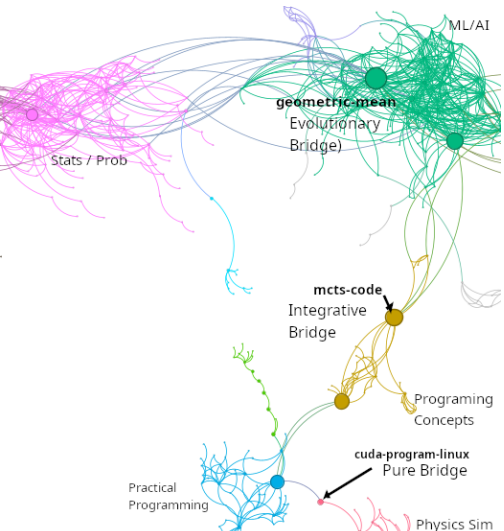 ML/AI
geometric-mean
Evolutionary
Bridge)
Stats / Prob
mcts-code
Integrative
Bridge
Programing
Concepts
cuda-program-linux
Pure Bridge
Practical
Programming
Physics Sim